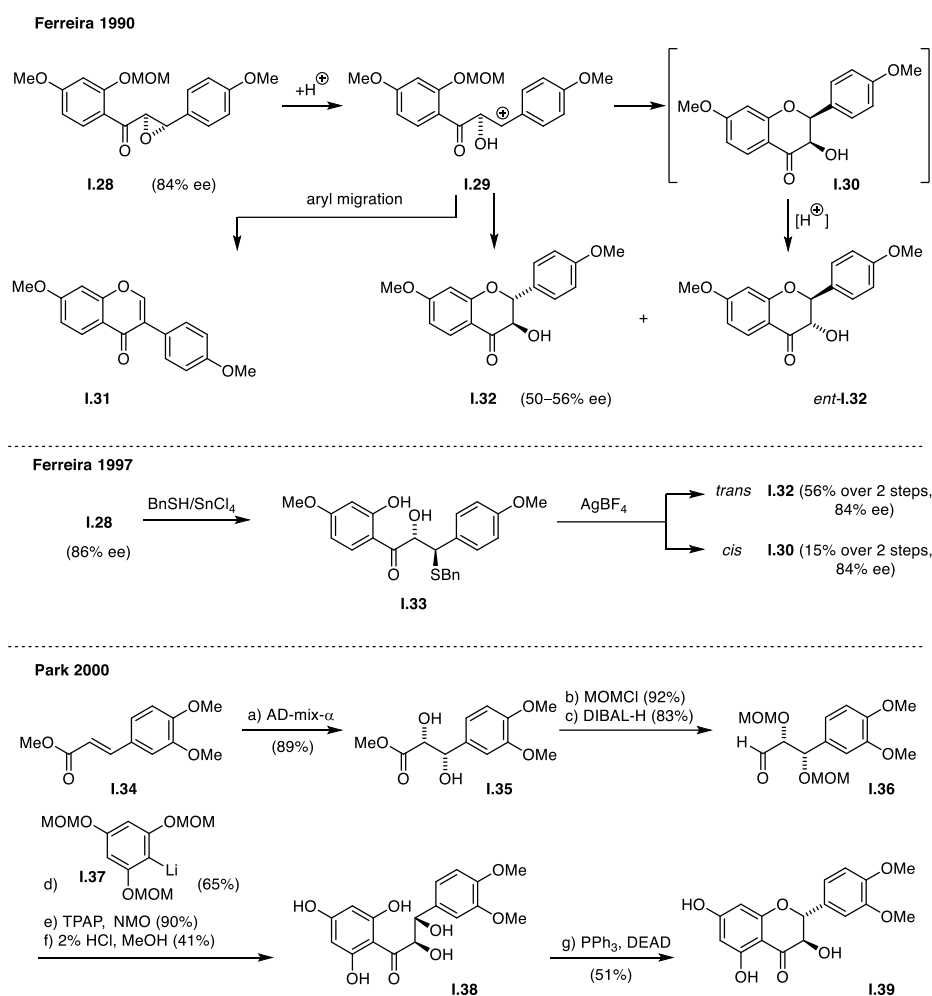 Ferreira 1990
MeO OMOM OMe
O O
I.28 (84% ee)
+H⊕
MeO OMOM OMe
⊕
O OH
I.29
MeO O OMe
OH
O
I.30
aryl migration
[H⊕]
MeO O
O
OMe
I.31
MeO O OMe
OH
O
I.32 (50–56% ee)
+
MeO O OMe
OH
O
ent-I.32
Ferreira 1997
I.28
(86% ee)
BnSH/SnCl4
MeO OH OH OMe
O SBn
I.33
AgBF4
trans I.32 (56% over 2 steps,
84% ee)
cis I.30 (15% over 2 steps,
84% ee)
Park 2000
OMe
MeO OMe
O
I.34
a) AD-mix-α
(89%)
OH OMe
MeO OMe
O OH
I.35
b) MOMCl (92%)
c) DIBAL-H (83%)
MOMO OMe
H OMe
O OMOM
I.36
MOMO OMOM
Li
I.37
d) (65%)
OMOM
e) TPAP, NMO (90%)
f) 2% HCl, MeOH (41%)
OMe
HO OH OMe
OH
OH
OH O
I.38
g) PPh3, DEAD
(51%)
OMe
HO O OMe
OH
OH O
I.39